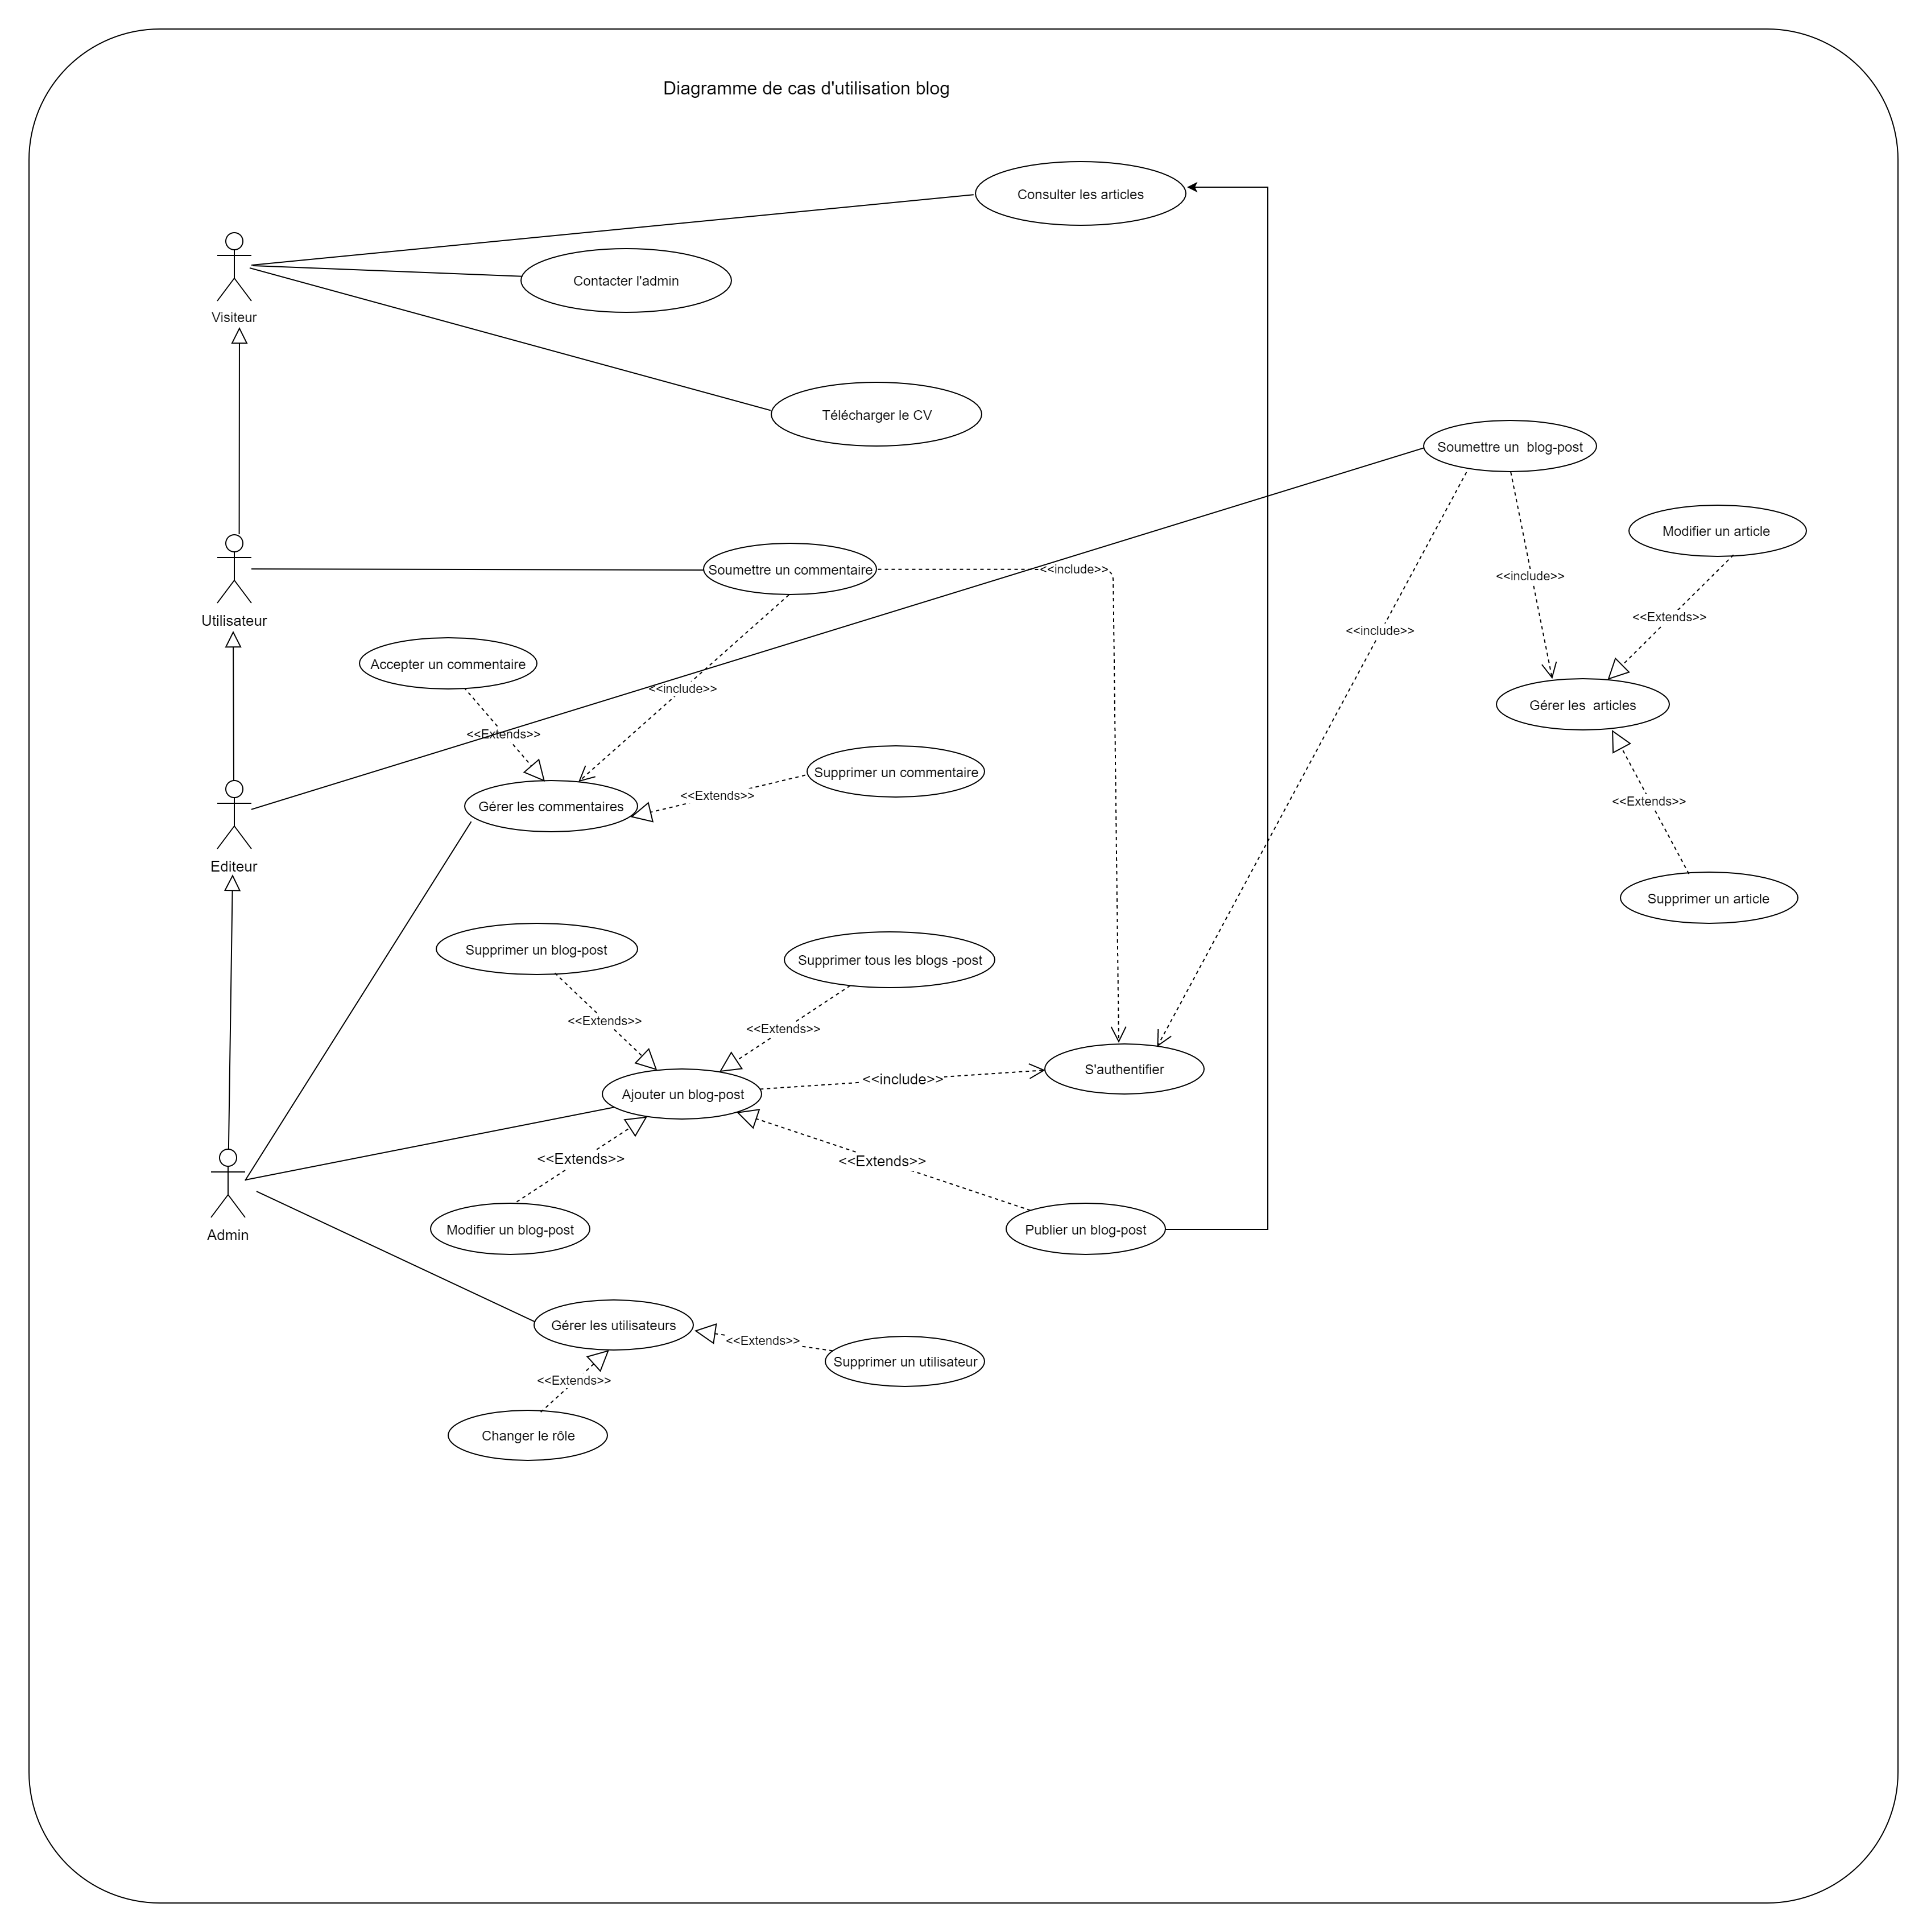 Diagramme de cas d'utilisation blog
Consulter les articles
Contacter l'admin
Visiteur
Télécharger le CV
Soumettre un  blog-post
Modifier un article
Soumettre un commentaire
<<include>>
<<include>>
<<Extends>>
Utilisateur
<<include>>
Accepter un commentaire
<<include>>
Gérer les  articles
<<Extends>>
Supprimer un commentaire
<<Extends>>
<<Extends>>
Gérer les commentaires
Editeur
Supprimer un article
Supprimer un blog-post
Supprimer tous les blogs -post
<<Extends>>
<<Extends>>
S'authentifier
<<include>>
Ajouter un blog-post
<<Extends>>
<<Extends>>
Admin
Modifier un blog-post
Publier un blog-post
Gérer les utilisateurs
<<Extends>>
Supprimer un utilisateur
<<Extends>>
Changer le rôle